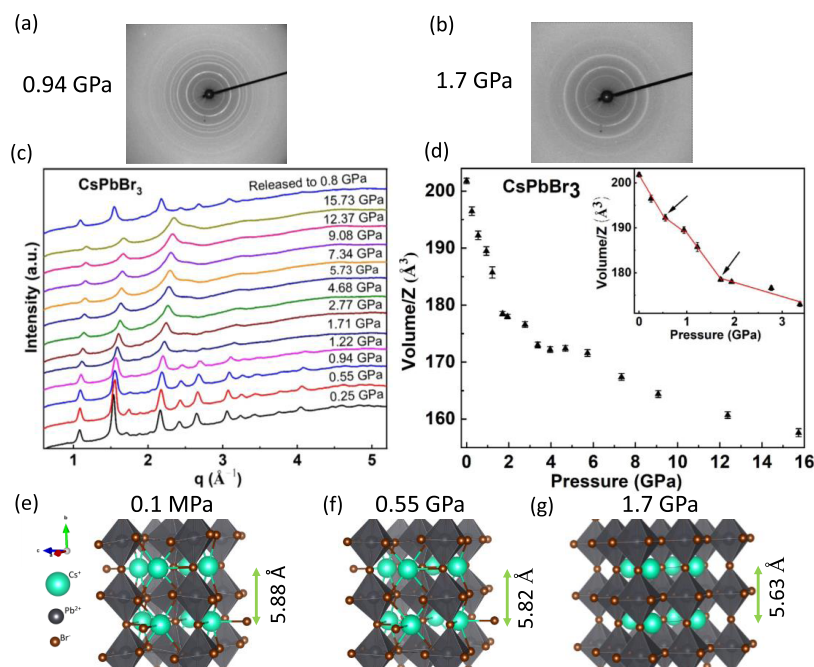 (a)
0.94 GPa
(b)
1.7 GPa
(c)
CsPbBr3
Released to 0.8 GPa
15.73 GPa
12.37 GPa
9.08 GPa
7.34 GPa
5.73 GPa
4.68 GPa
2.77 GPa
1.71 GPa
1.22 GPa
0.94 GPa
0.55 GPa
0.25 GPa
Intensity (a.u.)
1 2 3 4 5
q (Å⁻¹)
(d)
CsPbBr3
200
190
180
170
160
Volume/Z (Å³)
0 2 4 6 8 10 12 14 16
Pressure (GPa)
200
190
180
Volume/Z (Å³)
0 1 2 3
Pressure (GPa)
(e)
0.1 MPa
(f)
0.55 GPa
(g)
1.7 GPa
b
c
Cs⁺
Pb²⁺
Br⁻
5.88 Å
5.82 Å
5.63 Å